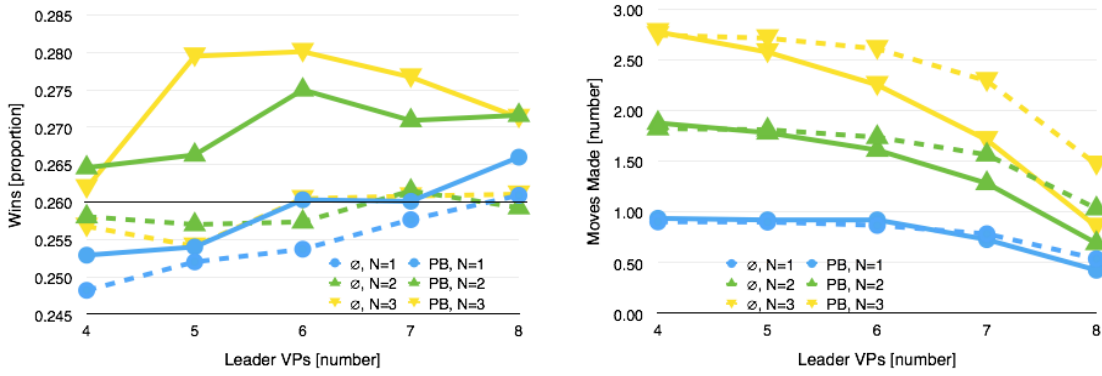 0.285
0.280
0.275
0.270
0.265
0.260
0.255
0.250
0.245
Wins [proportion]
ø, N=1 PB, N=1
ø, N=2 PB, N=2
ø, N=3 PB, N=3
4 5 6 7 8
Leader VPs [number]
3.00
2.50
2.00
1.50
1.00
0.50
0.00
Moves Made [number]
ø, N=1 PB, N=1
ø, N=2 PB, N=2
ø, N=3 PB, N=3
4 5 6 7 8
Leader VPs [number]